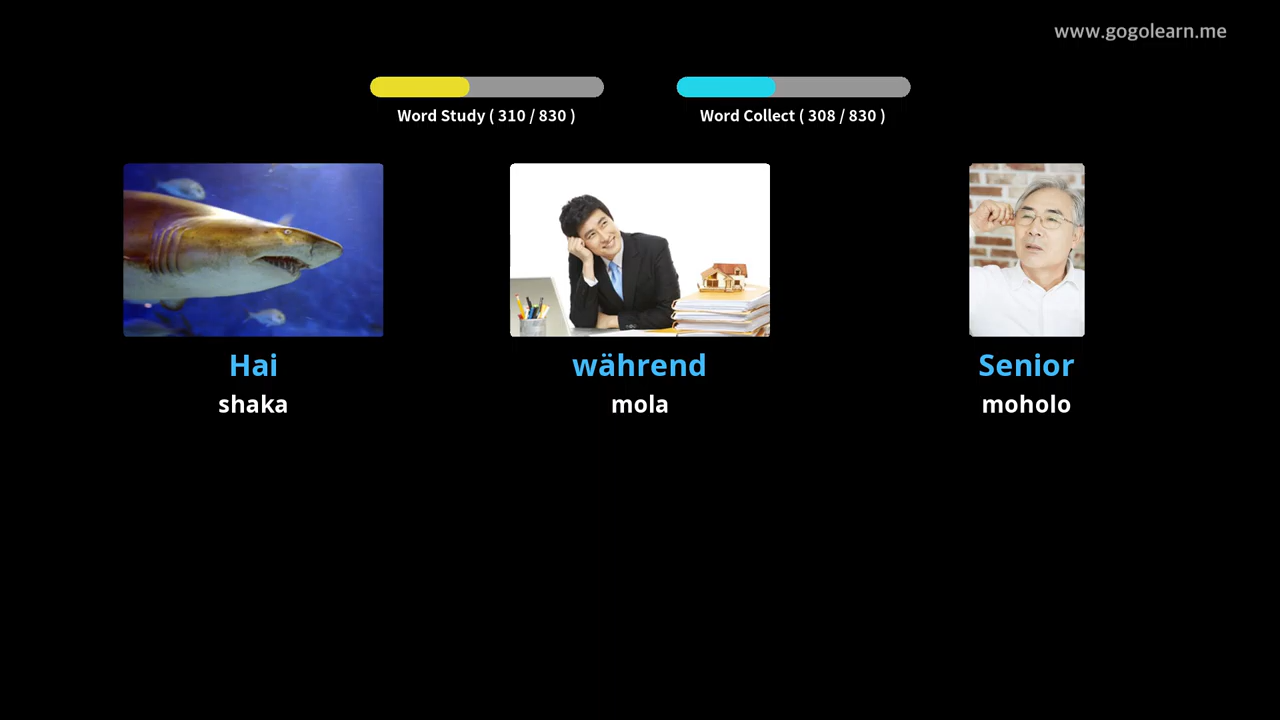 www.gogolearn.me
Word Study ( 310 / 830 )
Word Collect ( 308 / 830 )
Hai
shaka
während
mola
Senior
moholo